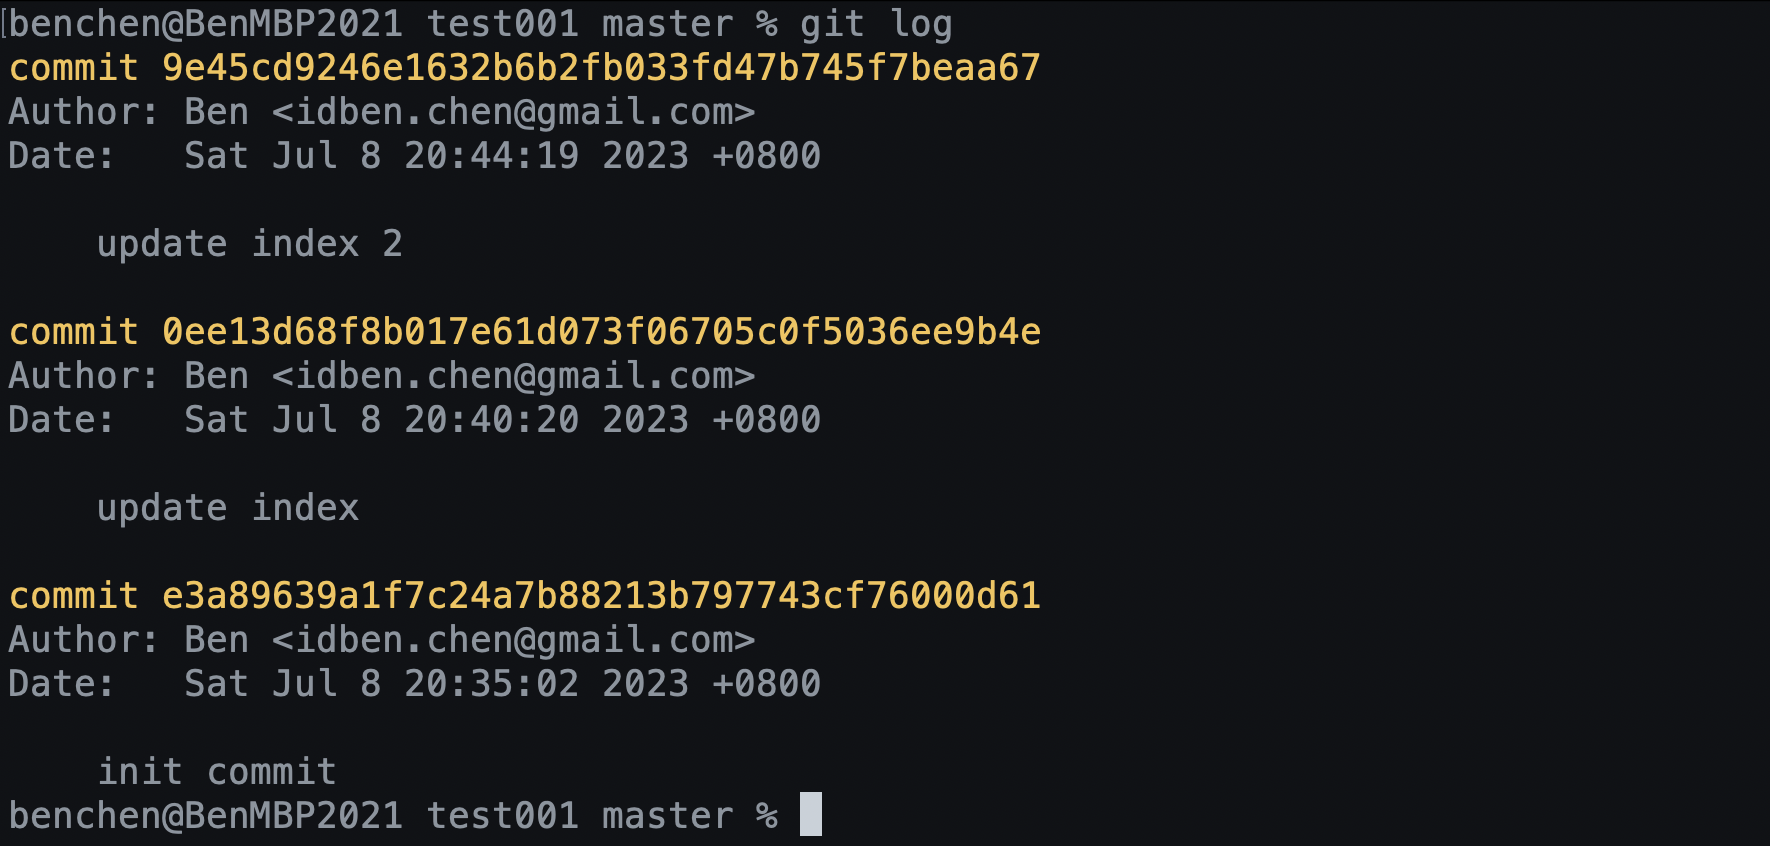 [benchen@BenMBP2021 test001 master % git log
commit 9e45cd9246e1632b6b2fb033fd47b745f7beaa67
Author: Ben <idben.chen@gmail.com>
Date:   Sat Jul 8 20:44:19 2023 +0800
    update index 2
commit 0ee13d68f8b017e61d073f06705c0f5036ee9b4e
Author: Ben <idben.chen@gmail.com>
Date:   Sat Jul 8 20:40:20 2023 +0800
    update index
commit e3a89639a1f7c24a7b88213b797743cf76000d61
Author: Ben <idben.chen@gmail.com>
Date:   Sat Jul 8 20:35:02 2023 +0800
    init commit
benchen@BenMBP2021 test001 master %